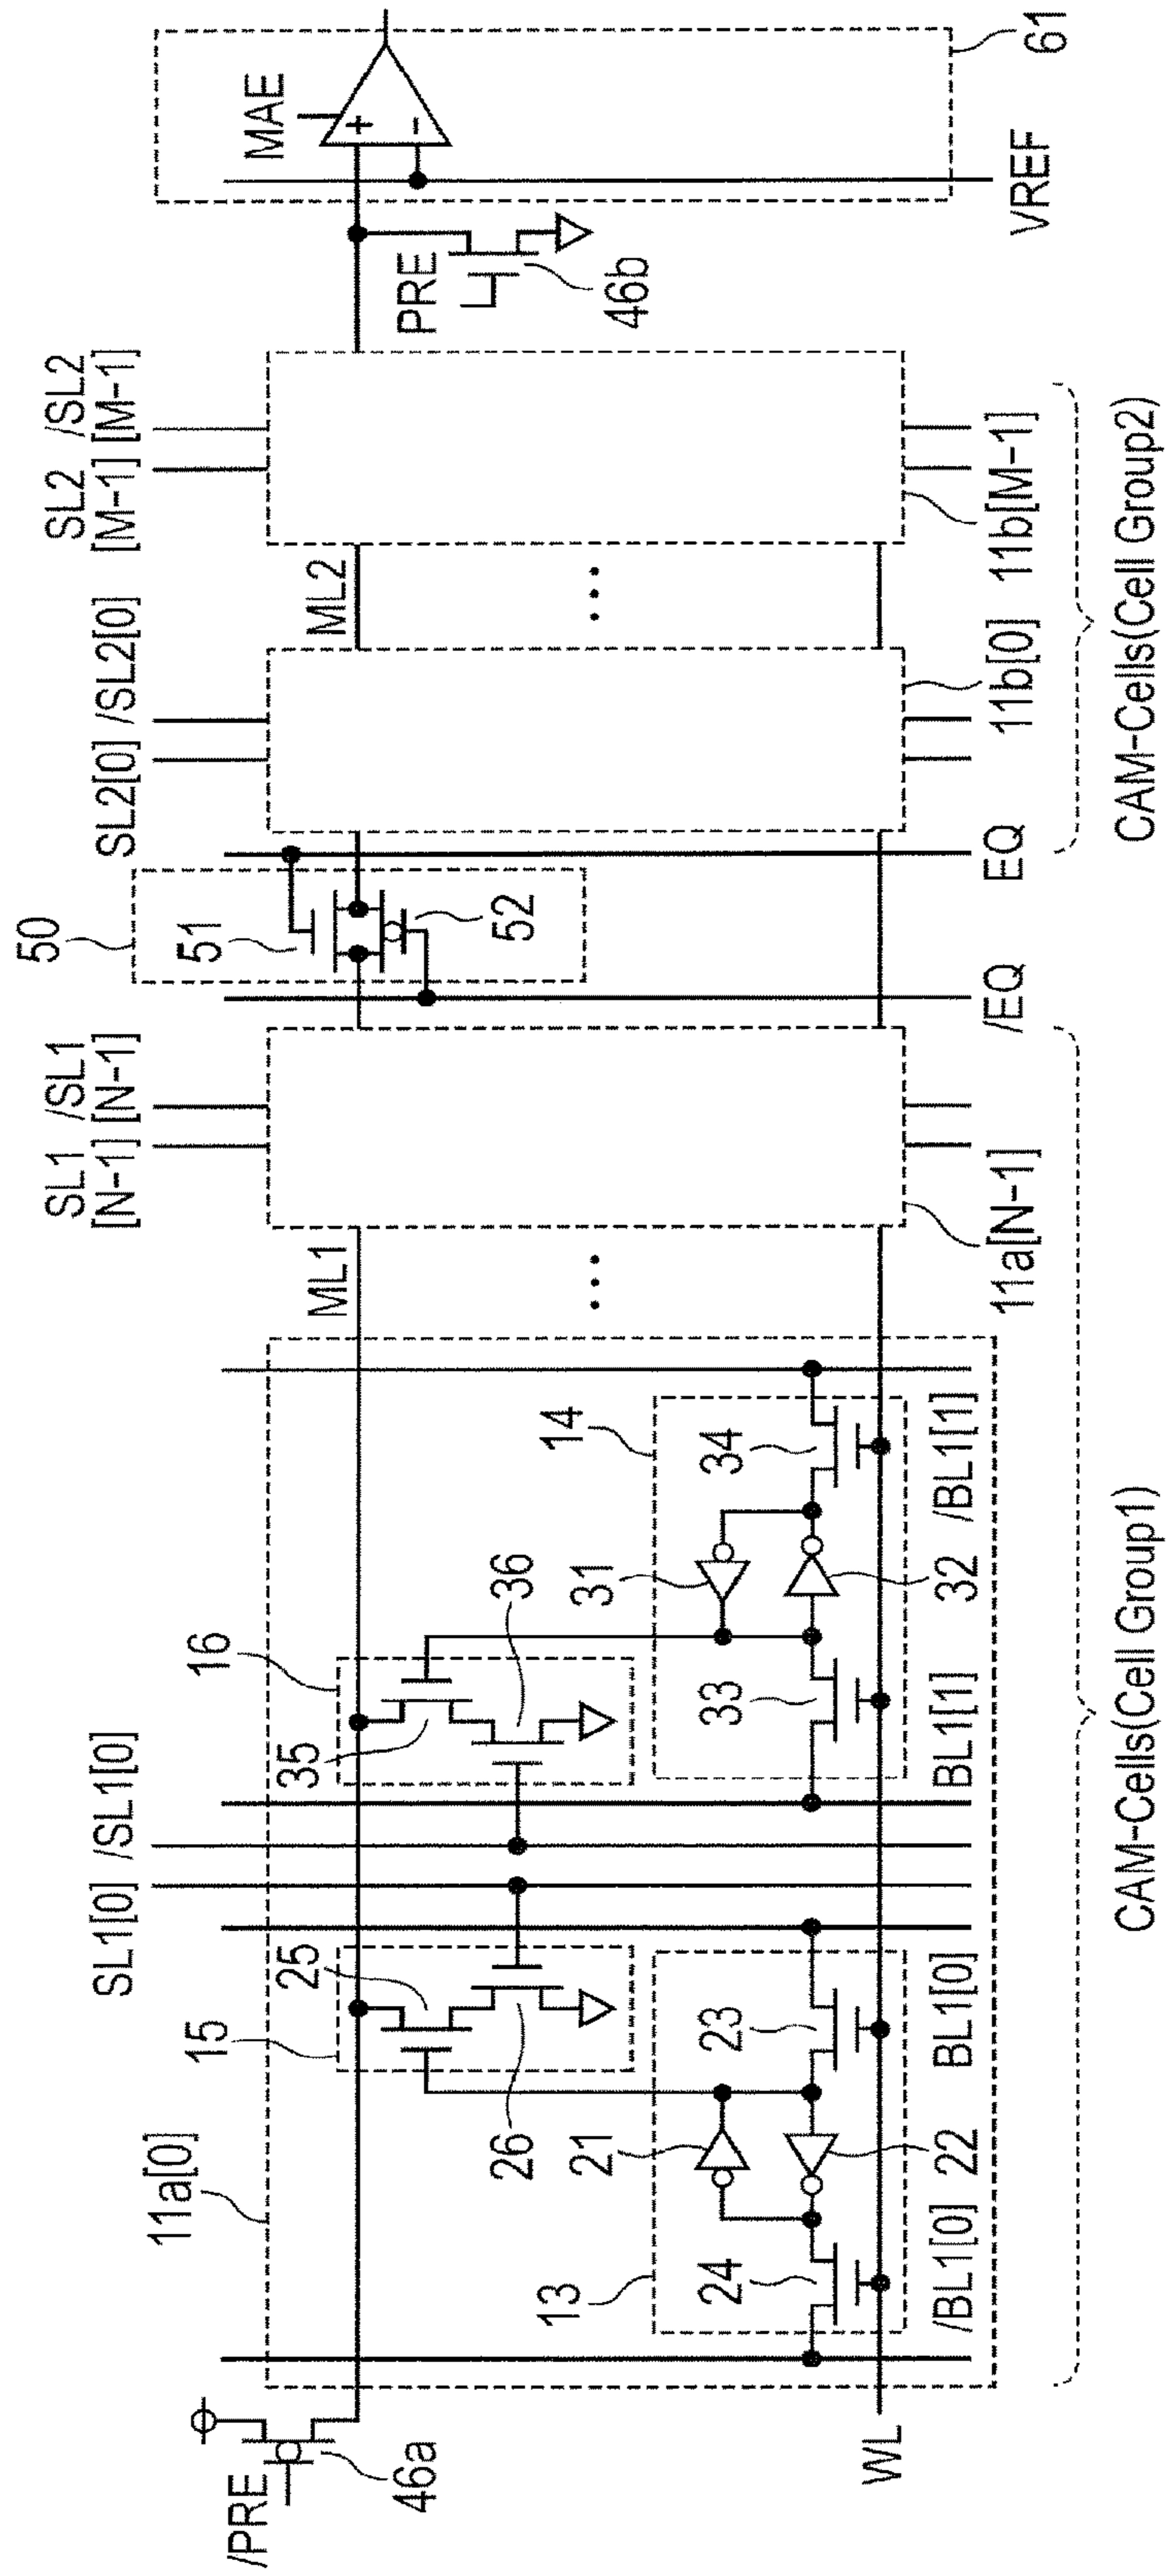 /PRE
46a
11a[0]
SL1[0] /SL1[0]
15
25
26
16
35
36
13
21
22
23
24
14
31
32
33
34
/BL1[0]
BL1[0]
BL1[1]
/BL1[1]
WL
ML1
SL1
[N-1]
/SL1
[N-1]
11a[N-1]
CAM-Cells(Cell Group1)
50
51
52
/EQ
EQ
SL2[0] /SL2[0]
11b[0]
ML2
SL2
[M-1]
/SL2
[M-1]
11b[M-1]
CAM-Cells(Cell Group2)
PRE
46b
MAE
+
-
VREF
61